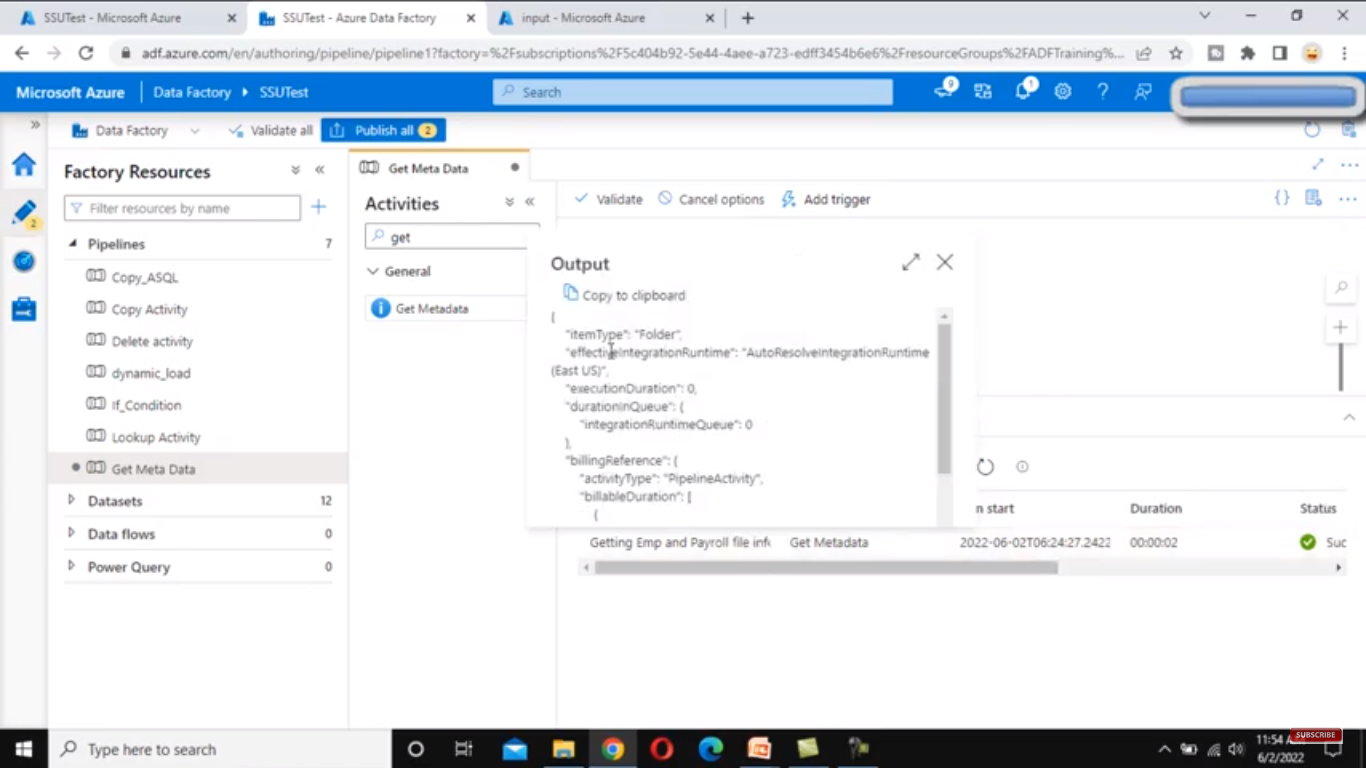 SSUTest - Microsoft Azure
SSUTest - Azure Data Factory
input - Microsoft Azure
adf.azure.com/en/authoring/pipeline/pipeline1?factory=%2Fsubscriptions%2F5c404b92-5e44-4aee-a723-edff3454b6e6%2FresourceGroups%2FADFTraining%...
Microsoft Azure
Data Factory
SSUTest
Search
9
1
Data Factory
Validate all
Publish all 2
Factory Resources
Get Meta Data
Activities
Validate
Cancel options
Add trigger
Filter resources by name
get
2
Pipelines 7
General
Get Metadata
Copy_ASQL
Copy Activity
Delete activity
dynamic_load
If_Condition
Lookup Activity
Get Meta Data
Datasets 12
Data flows 0
Power Query 0
Output
Copy to clipboard
{
"itemType": "Folder",
"effectiveIntegrationRuntime": "AutoResolveIntegrationRuntime
(East US)",
"executionDuration": 0,
"durationInQueue": {
"integrationRuntimeQueue": 0
},
"billingReference": {
"activityType": "PipelineActivity",
"billableDuration": [
{
n start
Duration
Status
Getting Emp and Payroll file info
Get Metadata
2022-06-02T06:24:27.2422
00:00:02
Suc
Type here to search
11:54
SUBSCRIBE
6/2/2022